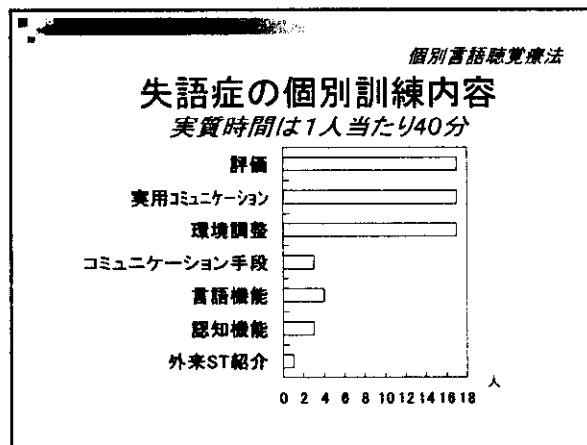 個別言語聴覚療法
失語症の個別訓練内容
実質時間は1人当たり40分
評価
実用コミュニケーション
環境調整
コミュニケーション手段
言語機能
認知機能
外来ST紹介
0 2 4 6 8 10 12 14 16 18
人